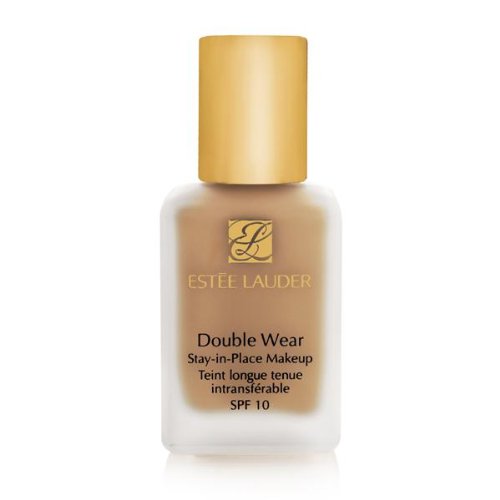 ESTĒE LAUDER
Double Wear
Stay-in-Place Makeup
Teint longue tenue
intransférable
SPF 10